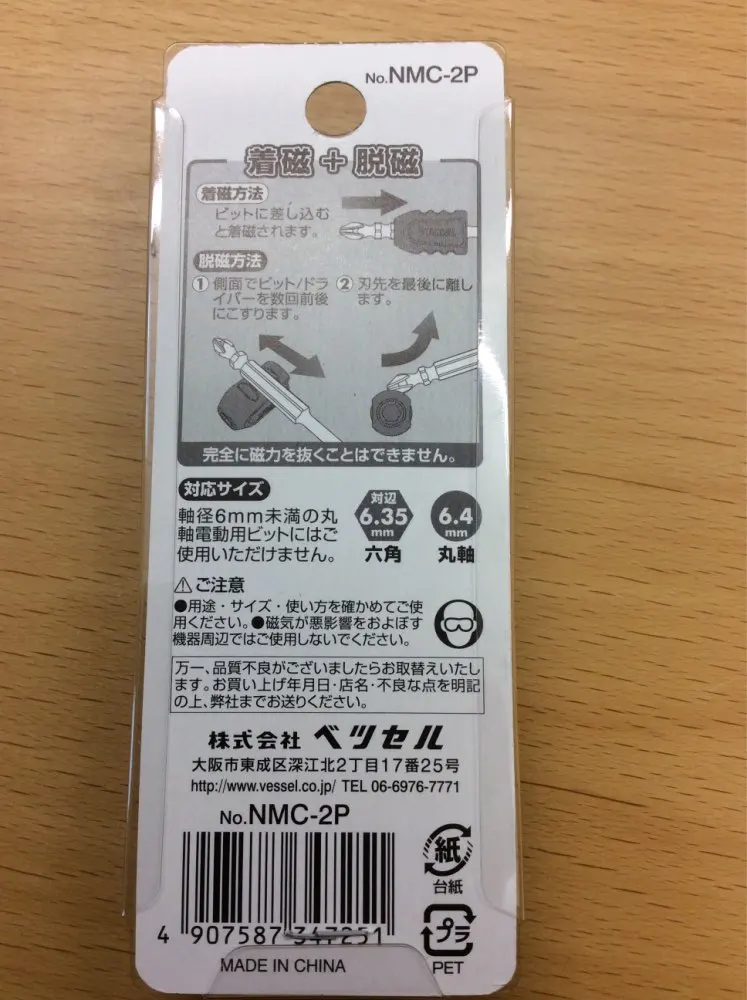 No.NMC-2P
着磁+脱磁
着磁方法
ビットに差し込む
と着磁されます。
脱磁方法
① 側面でビット/ドラ
イバーを数回前後
にこすります。
② 刃先を最後に離し
ます。
完全に磁力を抜くことはできません。
対応サイズ
軸径6mm未満の丸
軸電動用ビットにはご
使用いただけません。
対辺
6.35
mm
六角
6.4
mm
丸軸
⚠ご注意
●用途・サイズ・使い方を確かめてご使
用ください。●磁気が悪影響をおよぼす
機器周辺ではご使用しないでください。
万一、品質不良がございましたらお取替えいたし
ます。お買い上げ年月日・店名・不良な点を明記
の上、弊社までお送りください。
株式会社 ベッセル
大阪市東成区深江北2丁目17番25号
http://www.vessel.co.jp/ TEL 06-6976-7771
No.NMC-2P
4 907587 347251
MADE IN CHINA
紙
台紙
プラ
PET